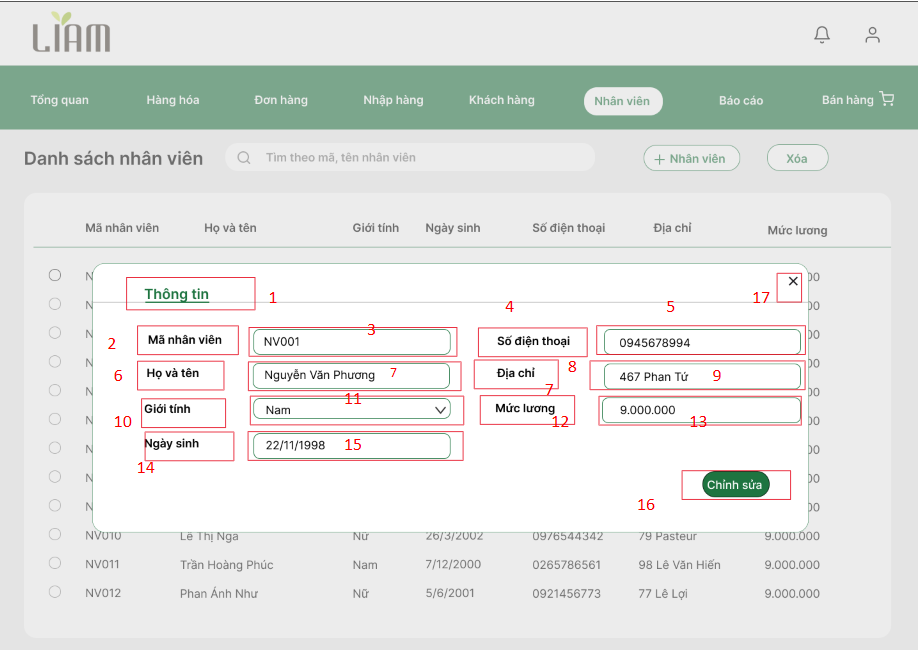 LIAM
Tổng quan Hàng hóa Đơn hàng Nhập hàng Khách hàng Nhân viên Báo cáo Bán hàng
Danh sách nhân viên Tìm theo mã, tên nhân viên + Nhân viên Xóa
Mã nhân viên Họ và tên Giới tính Ngày sinh Số điện thoại Địa chỉ Mức lương
Thông tin 1 17 ×
4 5
2 Mã nhân viên NV001 3 Số điện thoại 0945678994
6 Họ và tên Nguyễn Văn Phương 7 Địa chỉ 8 467 Phan Tứ 9
7
10 Giới tính Nam 11 Mức lương 12 9.000.000 13
14 Ngày sinh 22/11/1998 15
16 Chỉnh sửa
NV010 Lê Thị Nga Nữ 26/3/2002 0976544342 79 Pasteur 9.000.000
NV011 Trần Hoàng Phúc Nam 7/12/2000 0265786561 98 Lê Văn Hiến 9.000.000
NV012 Phan Ánh Như Nữ 5/6/2001 0921456773 77 Lê Lợi 9.000.000